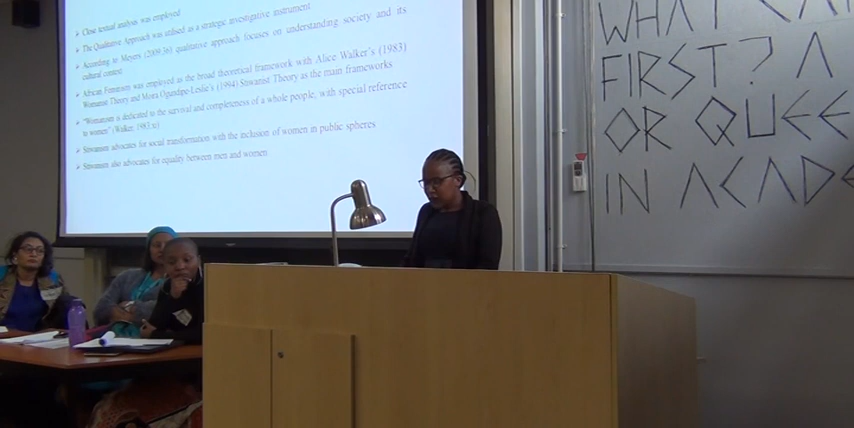 Close textual analysis was employed
The Qualitative Approach was utilised as a strategic investigative instrument
According to Meyers (2009:36) qualitative approach focuses on understanding society and its
cultural context
African Feminism was employed as the broad theoretical framework with Alice Walker's (1983)
Womanist Theory and Molra Ogundipe-Leslie's (1994) Stiwanist Theory as the main frameworks
"Womanism is dedicated to the survival and completeness of a whole people, with special reference
to women" (Walker, 1983:xi)
Stiwanism advocates for social transformation with the inclusion of women in public spheres
Stiwanism also advocates for equality between men and women
WHAT
FIRST? A
OR QUEE
IN ACADE